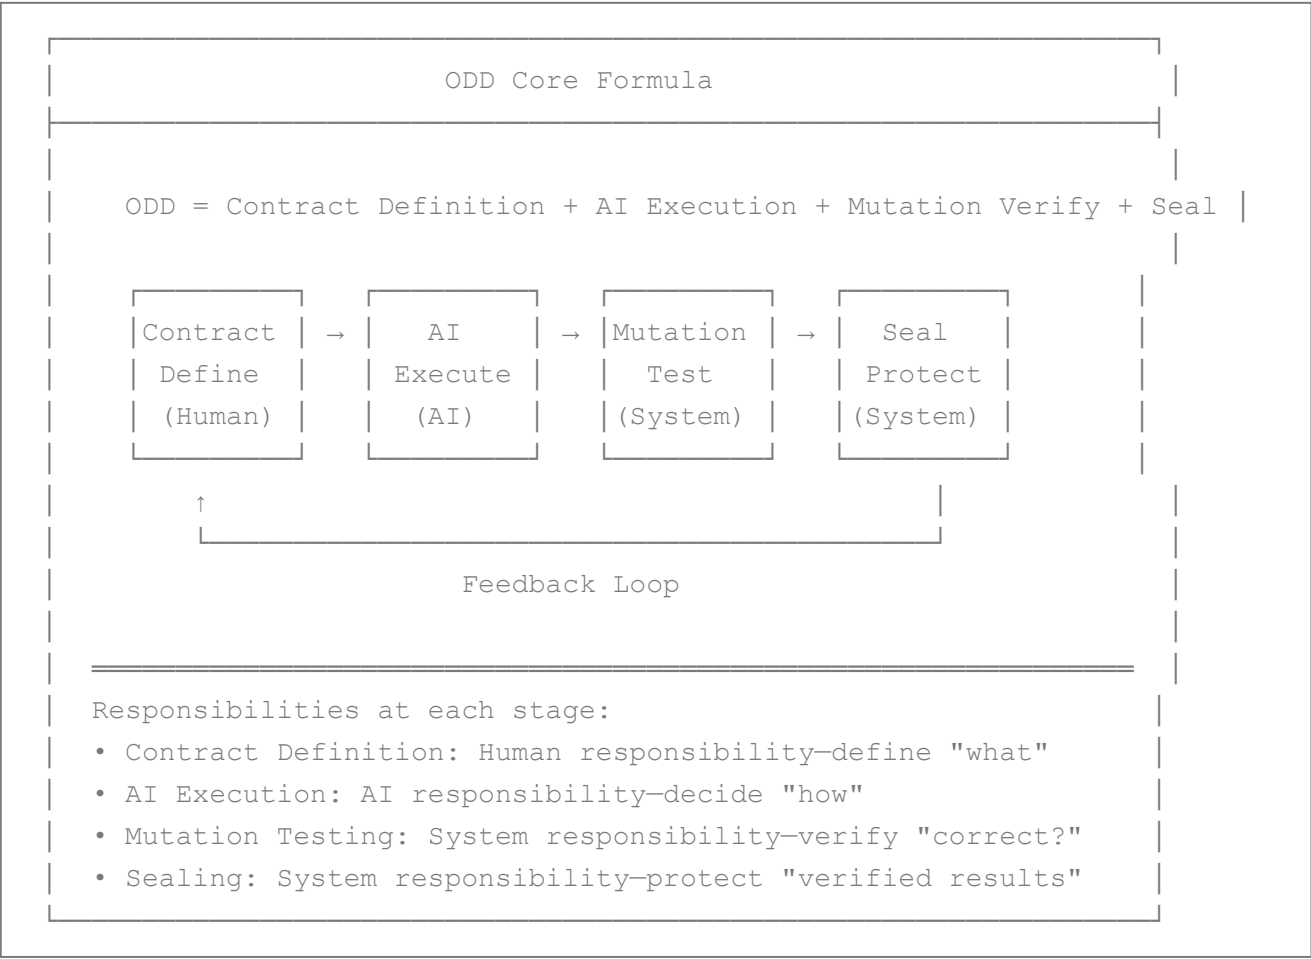 ODD Core Formula
ODD = Contract Definition + AI Execution + Mutation Verify + Seal
Contract → AI → Mutation → Seal
Define Execute Test Protect
(Human) (AI) (System) (System)
↑
Feedback Loop
Responsibilities at each stage:
• Contract Definition: Human responsibility—define "what"
• AI Execution: AI responsibility—decide "how"
• Mutation Testing: System responsibility—verify "correct?"
• Sealing: System responsibility—protect "verified results"